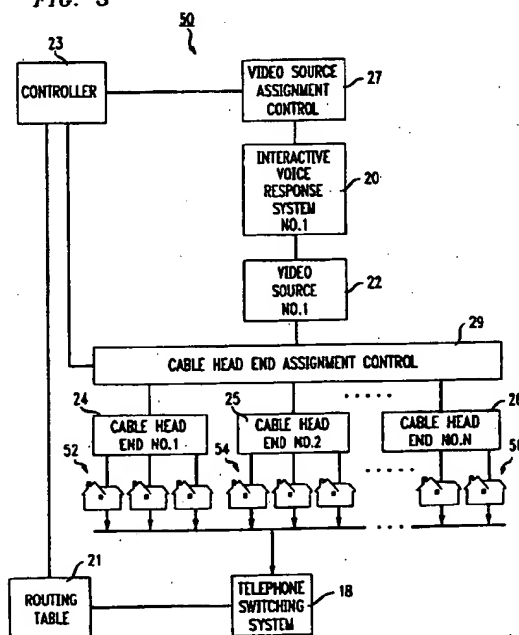 FIG. 3
50
23
CONTROLLER
VIDEO SOURCE
ASSIGNMENT
CONTROL
27
INTERACTIVE
VOICE
RESPONSE
SYSTEM
NO.1
20
VIDEO
SOURCE
NO.1
22
29
CABLE HEAD END ASSIGNMENT CONTROL
24
CABLE HEAD
END NO.1
25
CABLE HEAD
END NO.2
CABLE HEAD
END NO.N
52
54
21
ROUTING
TABLE
TELEPHONE
SWITCHING
SYSTEM
18